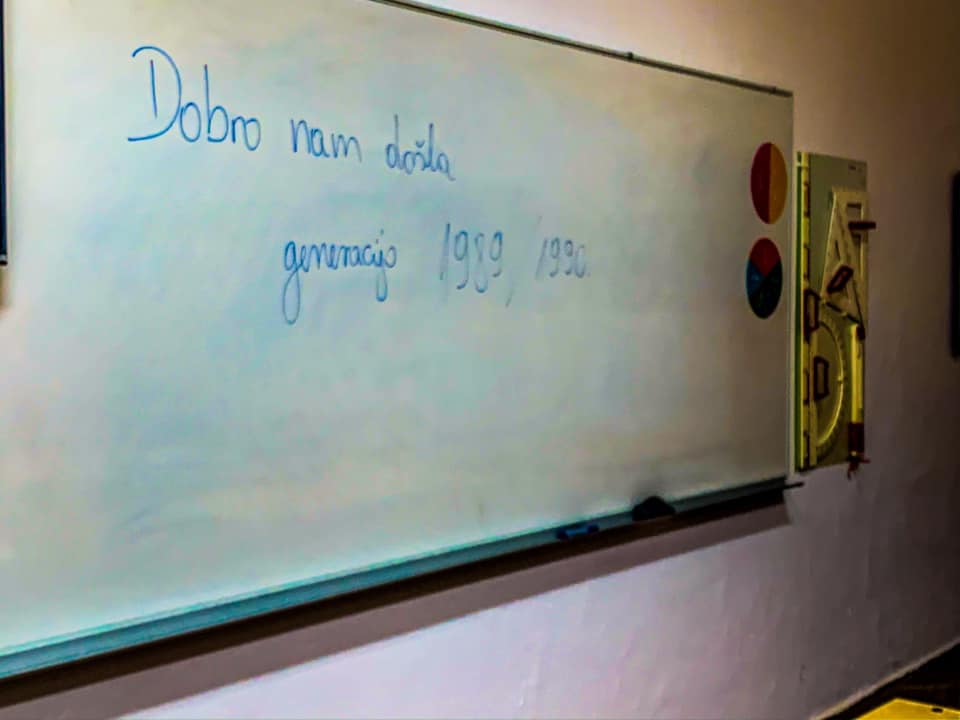 Dobro nam došla
generacijo 1989, 1990.